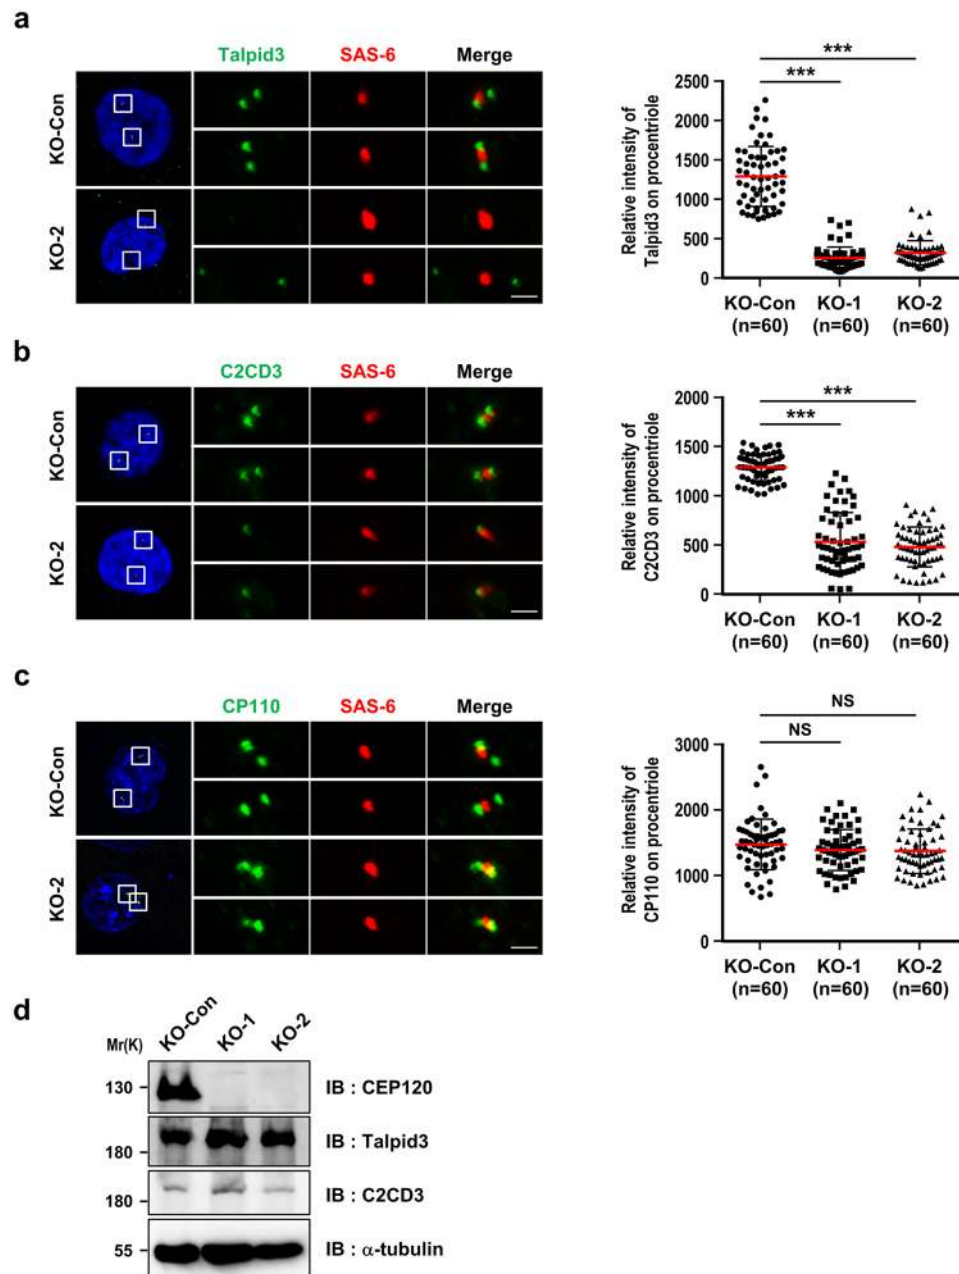 a
Talpid3 SAS-6 Merge
KO-Con
KO-2
Relative intensity of
Talpid3 on procentriole
***
***
2500
2000
1500
1000
500
0
KO-Con KO-1 KO-2
(n=60) (n=60) (n=60)
b
C2CD3 SAS-6 Merge
KO-Con
KO-2
Relative intensity of
C2CD3 on procentriole
***
***
2000
1500
1000
500
0
KO-Con KO-1 KO-2
(n=60) (n=60) (n=60)
c
CP110 SAS-6 Merge
KO-Con
KO-2
Relative intensity of
CP110 on procentriole
NS
NS
3000
2000
1000
0
KO-Con KO-1 KO-2
(n=60) (n=60) (n=60)
d
Mr(K) KO-Con KO-1 KO-2
130 IB : CEP120
180 IB : Talpid3
180 IB : C2CD3
55 IB : α-tubulin